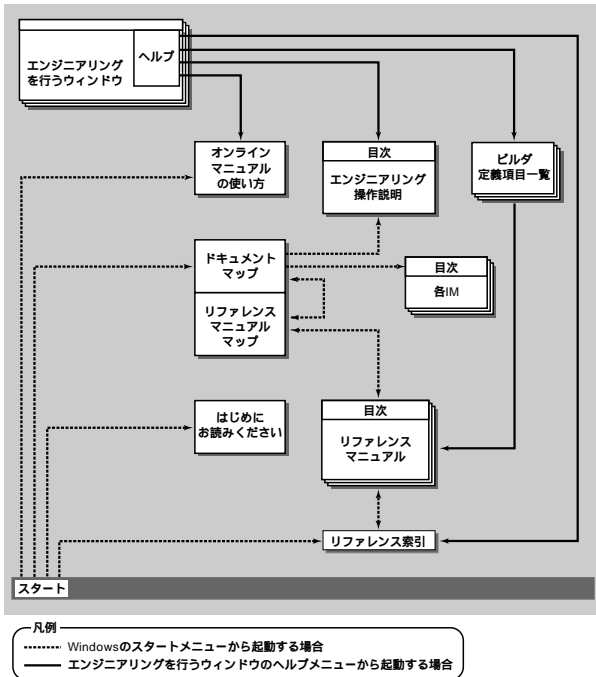 エンジニアリング
を行うウィンドウ
ヘルプ
オンライン
マニュアル
の使い方
目次
エンジニアリング
操作説明
ビルダ
定義項目一覧
ドキュメント
マップ
目次
各IM
リファレンス
マニュアル
マップ
はじめに
お読みください
目次
リファレンス
マニュアル
リファレンス索引
スタート
凡例
Windowsのスタートメニューから起動する場合
エンジニアリングを行うウィンドウのヘルプメニューから起動する場合